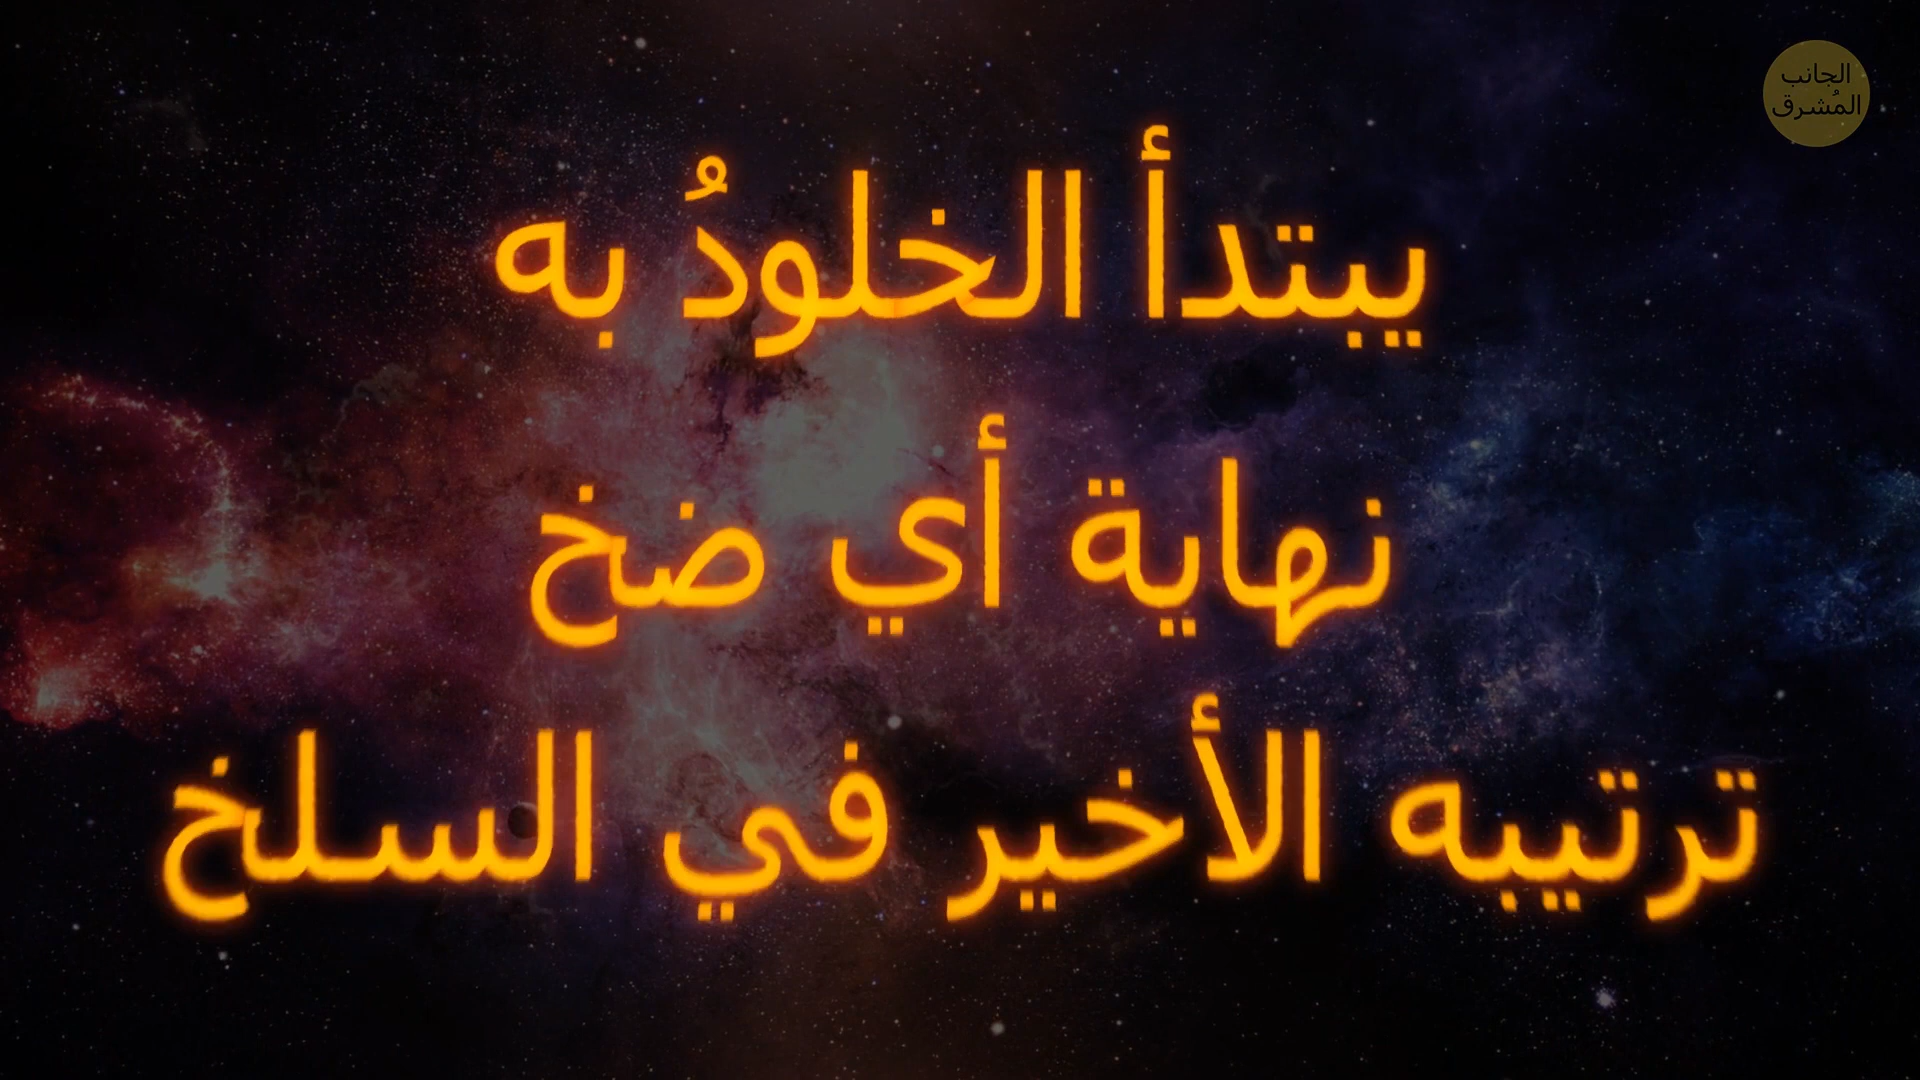 الجانب
المُشرق
يبتدأ الخلودُ به
نهاية أي ضخ
ترتيبه الأخير في السلخ